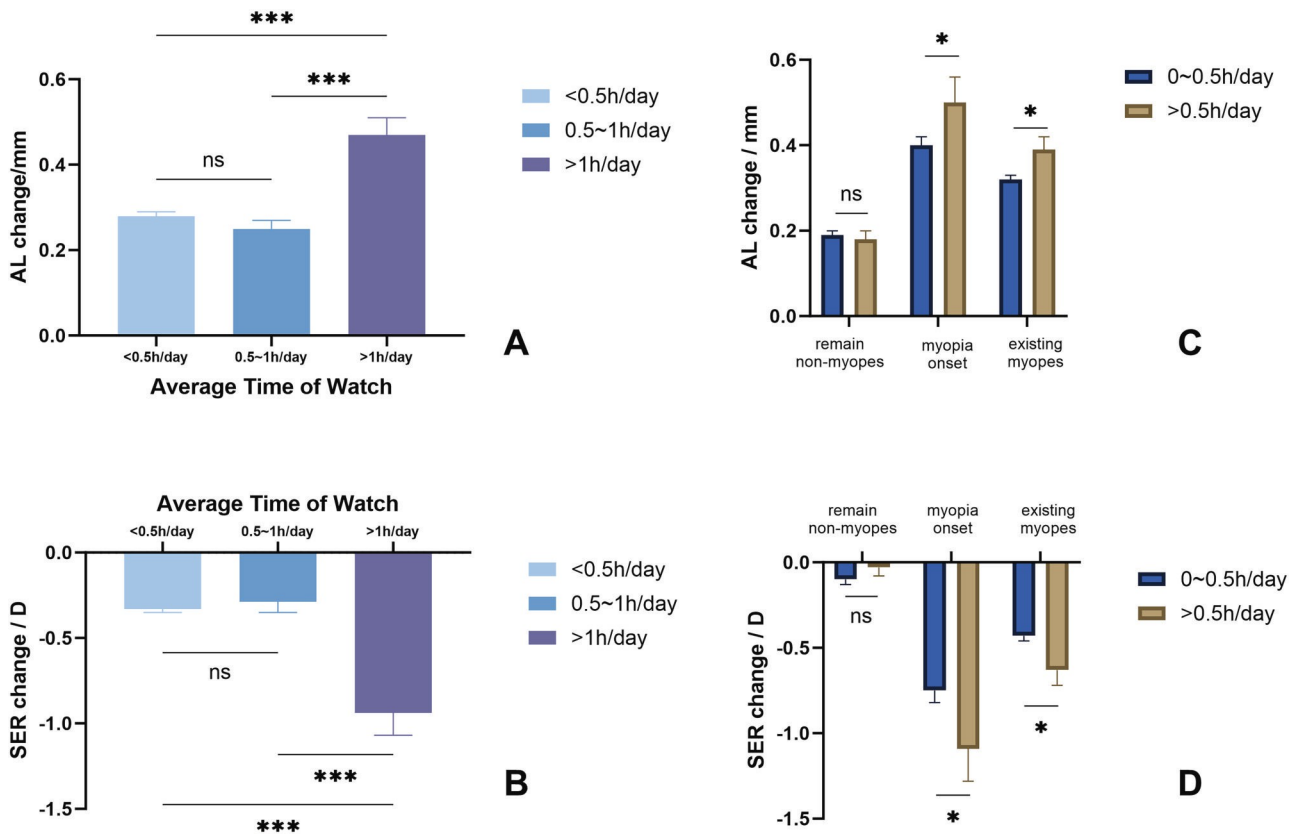 ***
***
ns
0.6
0.4
0.2
0.0
AL change/mm
<0.5h/day
0.5~1h/day
>1h/day
Average Time of Watch
<0.5h/day
0.5~1h/day
>1h/day
A
*
*
ns
0.6
0.4
0.2
0.0
AL change / mm
remain
non-myopes
myopia
onset
existing
myopes
0~0.5h/day
>0.5h/day
C
Average Time of Watch
<0.5h/day
0.5~1h/day
>1h/day
0.0
-0.5
-1.0
-1.5
SER change / D
ns
***
***
<0.5h/day
0.5~1h/day
>1h/day
B
remain
non-myopes
myopia
onset
existing
myopes
0.0
-0.5
-1.0
-1.5
SER change / D
ns
*
*
0~0.5h/day
>0.5h/day
D